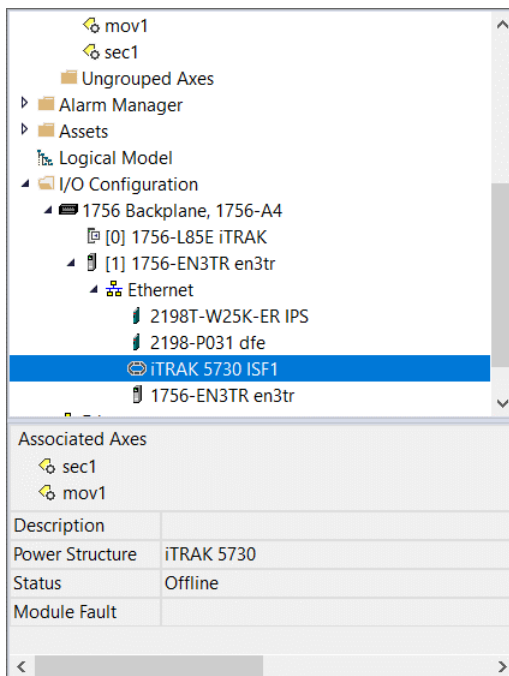 mov1
sec1
Ungrouped Axes
Alarm Manager
Assets
Logical Model
I/O Configuration
1756 Backplane, 1756-A4
[0] 1756-L85E iTRAK
[1] 1756-EN3TR en3tr
Ethernet
2198T-W25K-ER IPS
2198-P031 dfe
iTRAK 5730 ISF1
1756-EN3TR en3tr
Associated Axes
sec1
mov1
Description
Power Structure iTRAK 5730
Status Offline
Module Fault